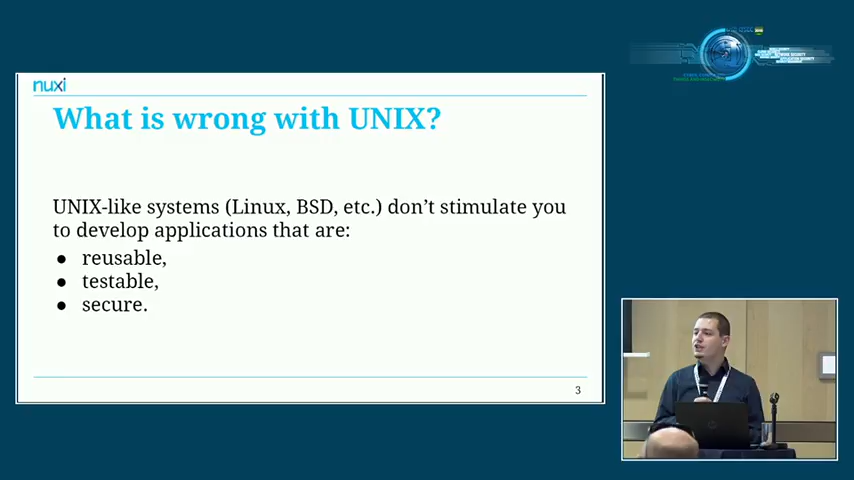 nuxi
What is wrong with UNIX?
UNIX-like systems (Linux, BSD, etc.) don’t stimulate you
to develop applications that are:
● reusable,
● testable,
● secure.
3